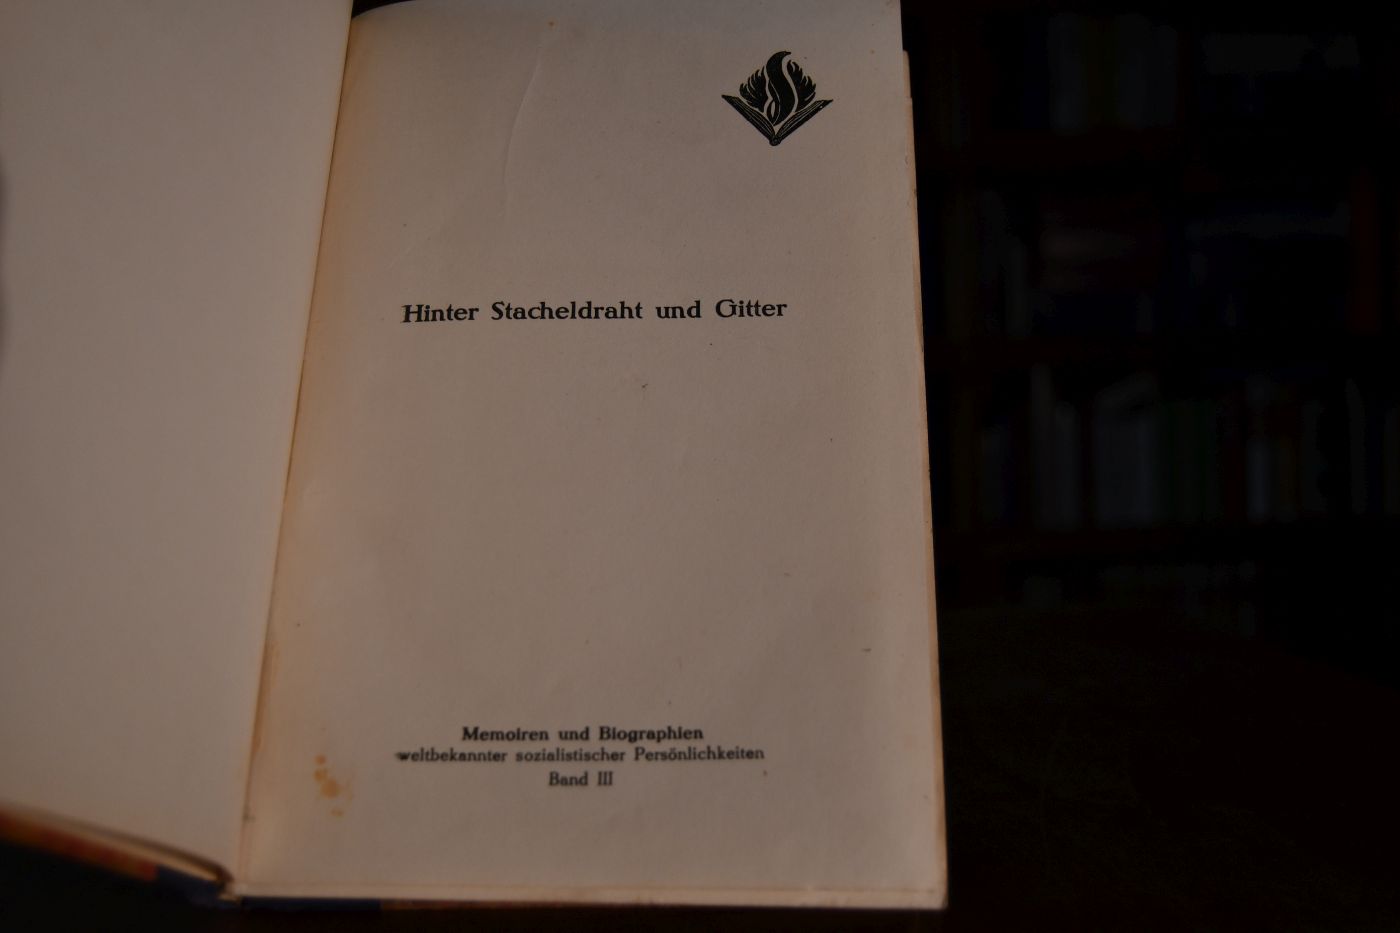 Hinter Stacheldraht und Gitter
Memoiren und Biographien
weltbekannter sozialistischer Persönlichkeiten
Band III